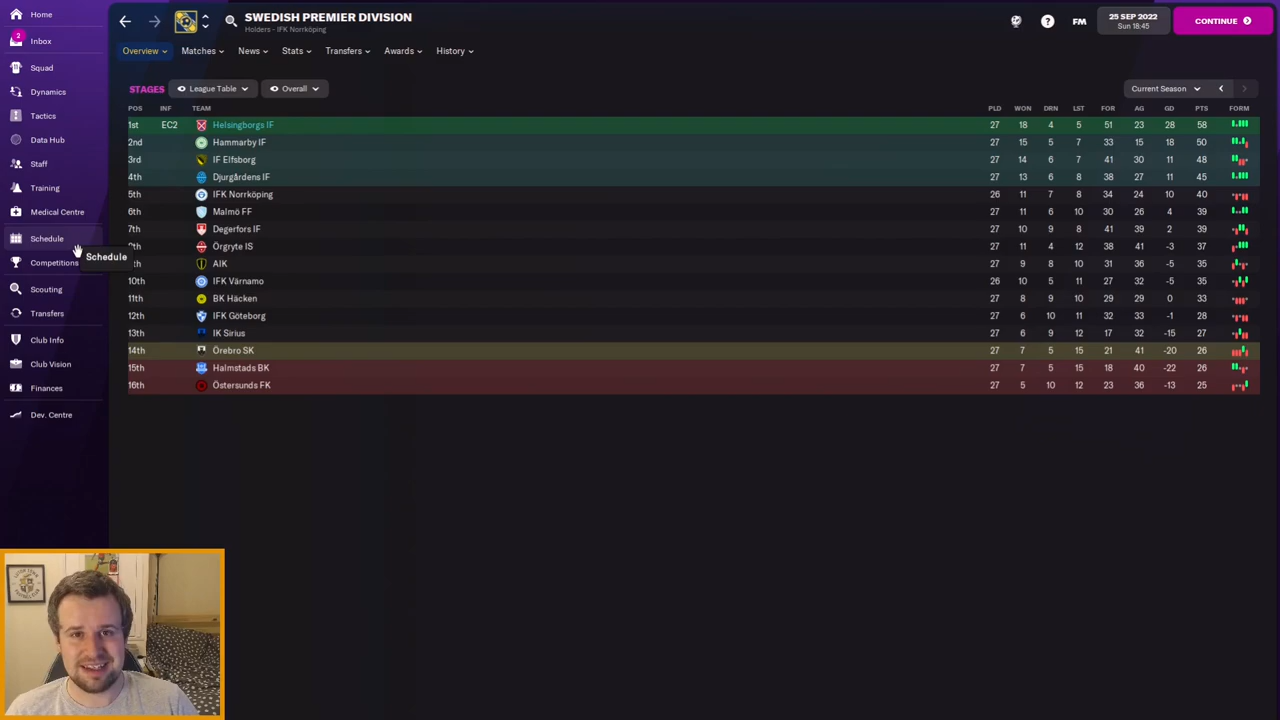 Home
2
Inbox
Squad
Dynamics
Tactics
Data Hub
Staff
Training
Medical Centre
Schedule
Schedule
Competitions
Scouting
Transfers
Club Info
Club Vision
Finances
Dev. Centre
SWEDISH PREMIER DIVISION
Holders - IFK Norrköping
FM
25 SEP 2022
Sun 18:45
CONTINUE
Overview Matches News Stats Transfers Awards History
STAGES League Table Overall Current Season
POS INF TEAM PLD WON DRN LST FOR AG GD PTS FORM
1st EC2 Helsingborgs IF 27 18 4 5 51 23 28 58
2nd Hammarby IF 27 15 5 7 33 15 18 50
3rd IF Elfsborg 27 14 6 7 41 30 11 48
4th Djurgårdens IF 27 13 6 8 38 27 11 45
5th IFK Norrköping 26 11 7 8 34 24 10 40
6th Malmö FF 27 11 6 10 30 26 4 39
7th Degerfors IF 27 10 9 8 41 39 2 39
Örgryte IS 27 11 4 12 38 41 -3 37
AIK 27 9 8 10 31 36 -5 35
10th IFK Värnamo 26 10 5 11 27 32 -5 35
11th BK Häcken 27 8 9 10 29 29 0 33
12th IFK Göteborg 27 6 10 11 32 33 -1 28
13th IK Sirius 27 6 9 12 17 32 -15 27
14th Örebro SK 27 7 5 15 21 41 -20 26
15th Halmstads BK 27 7 5 15 18 40 -22 26
16th Östersunds FK 27 5 10 12 23 36 -13 25